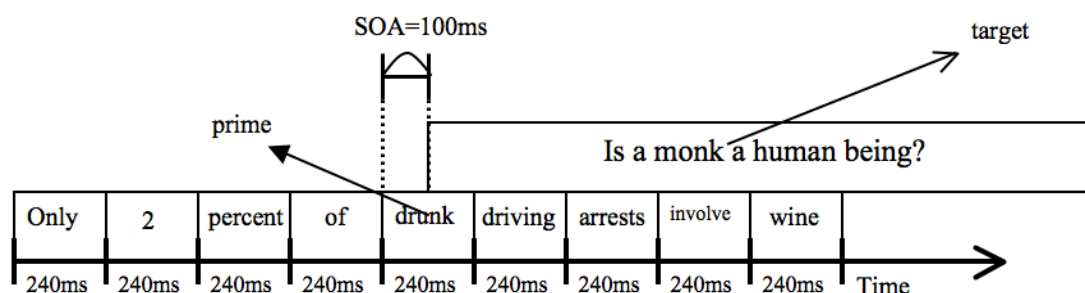 SOA=100ms
target
prime
Is a monk a human being?
Only 2 percent of drunk driving arrests involve wine
240ms 240ms 240ms 240ms 240ms 240ms 240ms 240ms 240ms Time